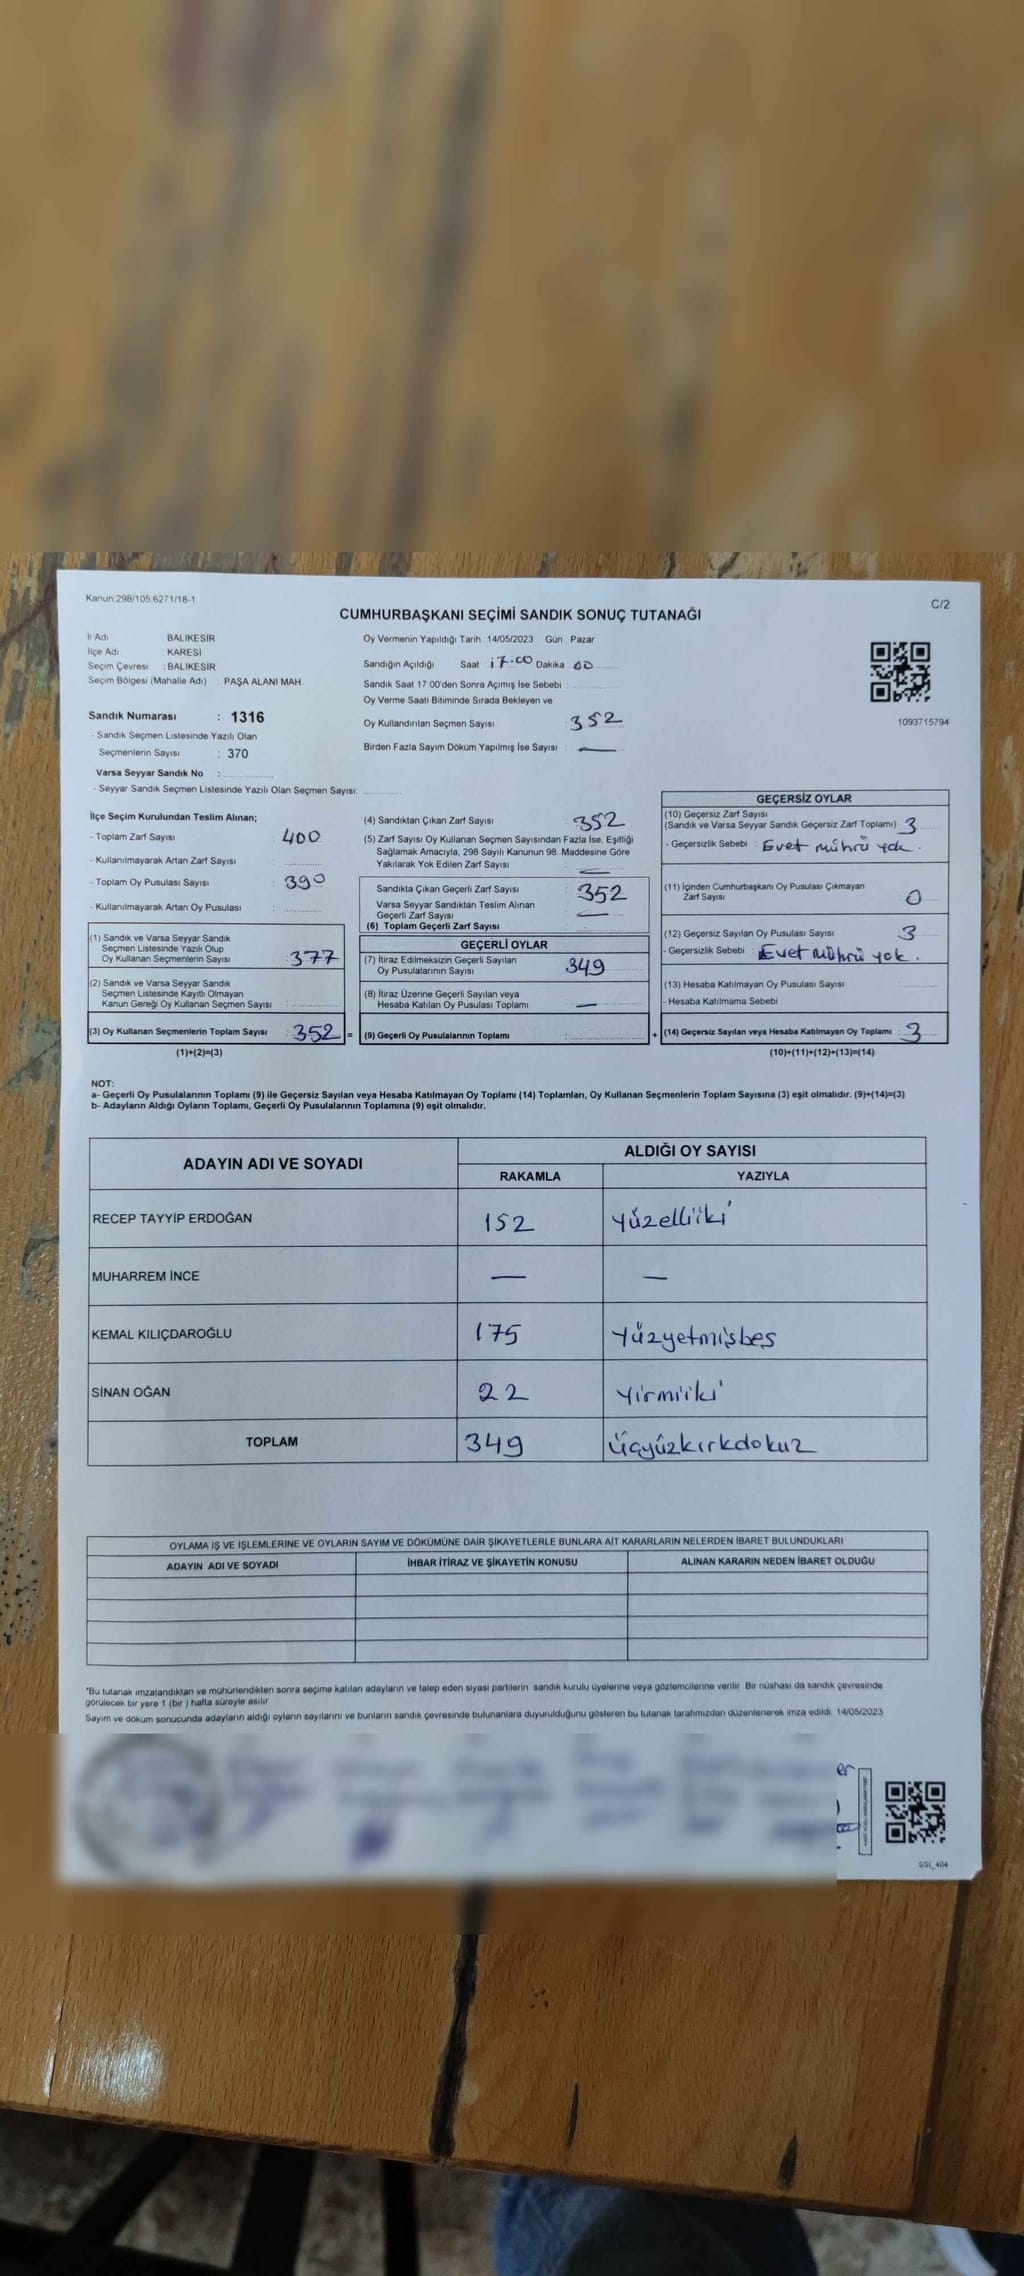 Kanun;298/105;6271/18-1
C/2
CUMHURBAŞKANI SEÇİMİ SANDIK SONUÇ TUTANAĞI
İl Adı : BALIKESİR
İlçe Adı : KARESİ
Seçim Çevresi : BALIKESİR
Seçim Bölgesi (Mahalle Adı) : PAŞA ALANI MAH.
Sandık Numarası : 1316
- Sandık Seçmen Listesinde Yazılı Olan
Seçmenlerin Sayısı : 370
Varsa Seyyar Sandık No :
- Seyyar Sandık Seçmen Listesinde Yazılı Olan Seçmen Sayısı:
Oy Vermenin Yapıldığı Tarih : 14/05/2023 Gün : Pazar
Sandığın Açıldığı Saat : 17.00 Dakika : 00
Sandık Saat 17.00'den Sonra Açımış İse Sebebi :
Oy Verme Saati Bitiminde Sırada Bekleyen ve
Oy Kullandırılan Seçmen Sayısı : 352
Birden Fazla Sayım Döküm Yapılmış İse Sayısı : —
1093715794
İlçe Seçim Kurulundan Teslim Alınan;
- Toplam Zarf Sayısı : 400
- Kullanılmayarak Artan Zarf Sayısı :
- Toplam Oy Pusulası Sayısı : 390
- Kullanılmayarak Artan Oy Pusulası :
(1) Sandık ve Varsa Seyyar Sandık
Seçmen Listesinde Yazılı Olup
Oy Kullanan Seçmenlerin Sayısı : 377
(2) Sandık ve Varsa Seyyar Sandık
Seçmen Listesinde Kayıtlı Olmayan
Kanun Gereği Oy Kullanan Seçmen Sayısı :
(3) Oy Kullanan Seçmenlerin Toplam Sayısı : 352 =
(1)+(2)=(3)
(4) Sandıktan Çıkan Zarf Sayısı : 352
(5) Zarf Sayısı Oy Kullanan Seçmen Sayısından Fazla İse, Eşitliği
Sağlamak Amacıyla, 298 Sayılı Kanunun 98. Maddesine Göre
Yakılarak Yok Edilen Zarf Sayısı : —
Sandıkta Çıkan Geçerli Zarf Sayısı : 352
Varsa Seyyar Sandıktan Teslim Alınan
Geçerli Zarf Sayısı : —
(6) Toplam Geçerli Zarf Sayısı
GEÇERLİ OYLAR
(7) İtiraz Edilmeksizin Geçerli Sayılan
Oy Pusulalarının Sayısı : 349
(8) İtiraz Üzerine Geçerli Sayılan veya
Hesaba Katılan Oy Pusulası Toplamı : —
(9) Geçerli Oy Pusulalarının Toplamı : +
GEÇERSİZ OYLAR
(10) Geçersiz Zarf Sayısı
(Sandık ve Varsa Seyyar Sandık Geçersiz Zarf Toplamı) : 3
- Geçersizlik Sebebi : Evet mührü yok.
(11) İçinden Cumhurbaşkanı Oy Pusulası Çıkmayan
Zarf Sayısı : 0
(12) Geçersiz Sayılan Oy Pusulası Sayısı : 3
- Geçersizlik Sebebi : Evet mührü yok.
(13) Hesaba Katılmayan Oy Pusulası Sayısı :
- Hesaba Katılmama Sebebi :
(14) Geçersiz Sayılan veya Hesaba Katılmayan Oy Toplamı : 3
(10)+(11)+(12)+(13)=(14)
NOT:
a- Geçerli Oy Pusulalarının Toplamı (9) ile Geçersiz Sayılan veya Hesaba Katılmayan Oy Toplamı (14) Toplamları, Oy Kullanan Seçmenlerin Toplam Sayısına (3) eşit olmalıdır. (9)+(14)=(3)
b- Adayların Aldığı Oyların Toplamı, Geçerli Oy Pusulalarının Toplamına (9) eşit olmalıdır.
ADAYIN ADI VE SOYADI
ALDIĞI OY SAYISI
RAKAMLA YAZIYLA
RECEP TAYYİP ERDOĞAN 152 yüzelliiki
MUHARREM İNCE — —
KEMAL KILIÇDAROĞLU 175 yüzyetmişbeş
SİNAN OĞAN 22 yirmiiki
TOPLAM 349 üçyüzkırkdokuz
OYLAMA İŞ VE İŞLEMLERİNE VE OYLARIN SAYIM VE DÖKÜMÜNE DAİR ŞİKAYETLERLE BUNLARA AİT KARARLARIN NELERDEN İBARET BULUNDUKLARI
ADAYIN ADI VE SOYADI İHBAR İTİRAZ VE ŞİKAYETİN KONUSU ALINAN KARARIN NEDEN İBARET OLDUĞU
"Bu tutanak imzalandıktan ve mühürlendikten sonra seçime katılan adayların ve talep eden siyasi partilerin sandık kurulu üyelerine veya gözlemcilerine verilir. Bir nüshası da sandık çevresinde
görülecek bir yere 1 (bir ) hafta süreyle asılır.
Sayım ve döküm sonucunda adayların aldığı oyların sayılarını ve bunların sandık çevresinde bulunanlara duyurulduğunu gösteren bu tutanak tarafımızdan düzenlenerek imza edildi. 14/05/2023
SSI_404